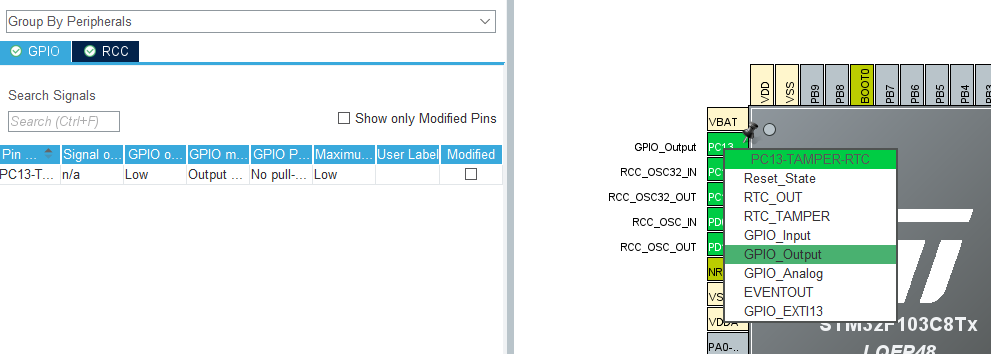 Group By Peripherals
GPIO RCC
Search Signals
Search (Ctrl+F)
Show only Modified Pins
Pin ... Signal o... GPIO o... GPIO m... GPIO P... Maximu... User Label Modified
PC13-T... n/a Low Output ... No pull-... Low
VDD VSS PB9 PB8 BOOT0 PB7 PB6 PB5 PB4 PB3
VBAT
GPIO_Output PC13
PC13-TAMPER-RTC
RCC_OSC32_IN PC1
Reset_State
RCC_OSC32_OUT PC1
RTC_OUT
RTC_TAMPER
RCC_OSC_IN PD0
GPIO_Input
RCC_OSC_OUT PD
GPIO_Output
NR
GPIO_Analog
VS
EVENTOUT
GPIO_EXTI13
VDDA
STM32F103C8Tx
PA0-..
LQFP48